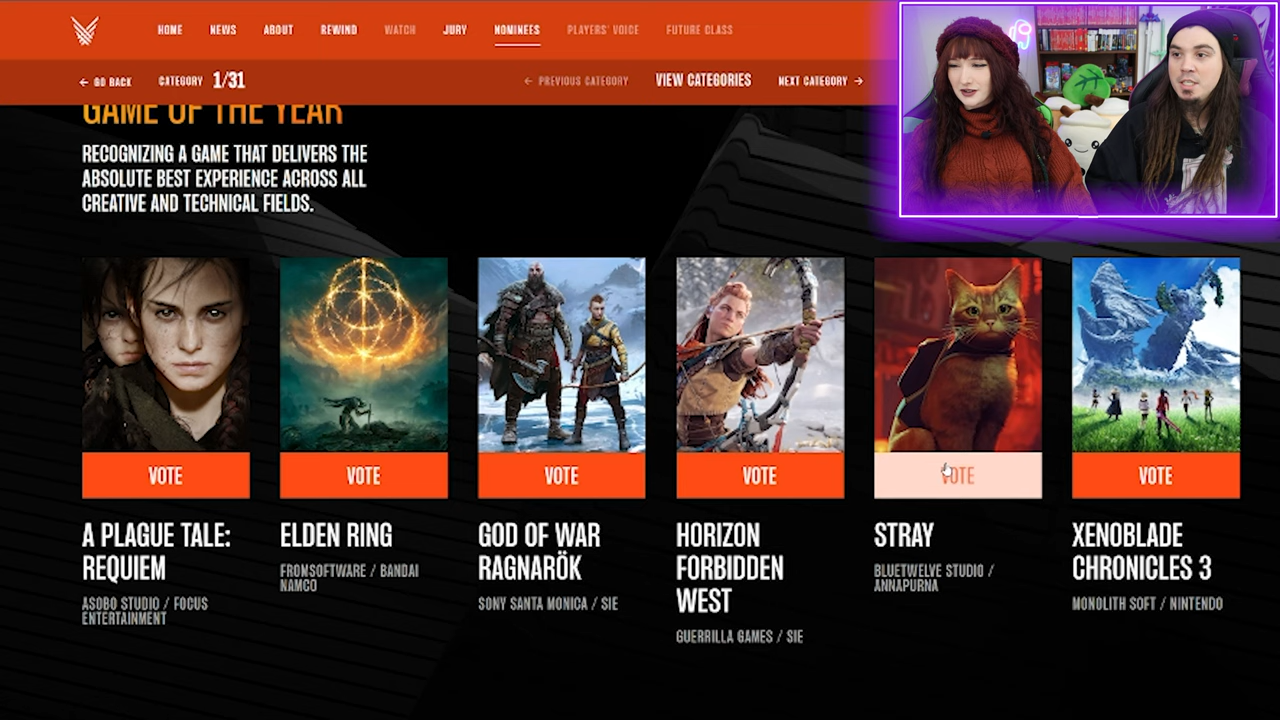 HOME NEWS ABOUT REWIND WATCH JURY NOMINEES PLAYERS' VOICE FUTURE CLASS
← GO BACK CATEGORY 1/31 ← PREVIOUS CATEGORY VIEW CATEGORIES NEXT CATEGORY →
GAME OF THE YEAR
RECOGNIZING A GAME THAT DELIVERS THE
ABSOLUTE BEST EXPERIENCE ACROSS ALL
CREATIVE AND TECHNICAL FIELDS.
VOTE VOTE VOTE VOTE VOTE VOTE
A PLAGUE TALE:
REQUIEM
ASOBO STUDIO / FOCUS
ENTERTAINMENT
ELDEN RING
FROMSOFTWARE / BANDAI
NAMCO
GOD OF WAR
RAGNARÖK
SONY SANTA MONICA / SIE
HORIZON
FORBIDDEN
WEST
GUERRILLA GAMES / SIE
STRAY
BLUETWELVE STUDIO /
ANNAPURNA
XENOBLADE
CHRONICLES 3
MONOLITH SOFT / NINTENDO